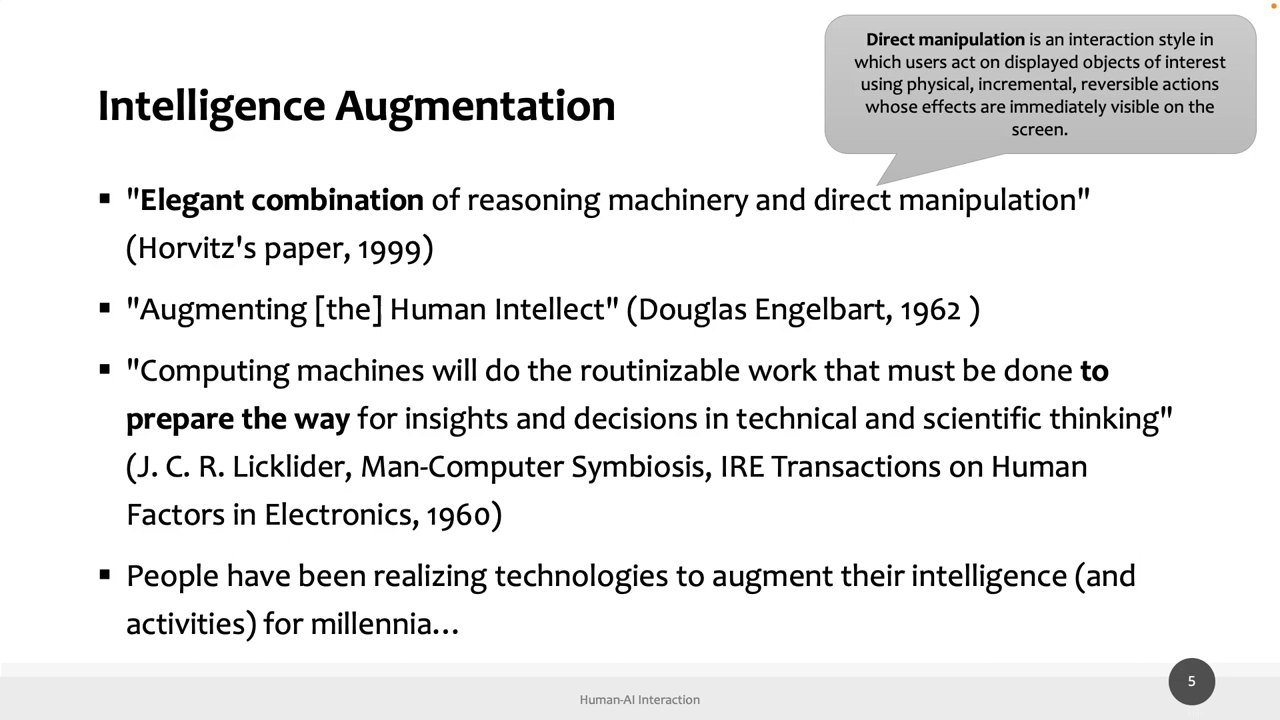 Direct manipulation is an interaction style in
which users act on displayed objects of interest
using physical, incremental, reversible actions
whose effects are immediately visible on the
screen.
Intelligence Augmentation
▪ "Elegant combination of reasoning machinery and direct manipulation"
(Horvitz's paper, 1999)
▪ "Augmenting [the] Human Intellect" (Douglas Engelbart, 1962 )
▪ "Computing machines will do the routinizable work that must be done to
prepare the way for insights and decisions in technical and scientific thinking"
(J. C. R. Licklider, Man-Computer Symbiosis, IRE Transactions on Human
Factors in Electronics, 1960)
▪ People have been realizing technologies to augment their intelligence (and
activities) for millennia…
Human-AI Interaction
5